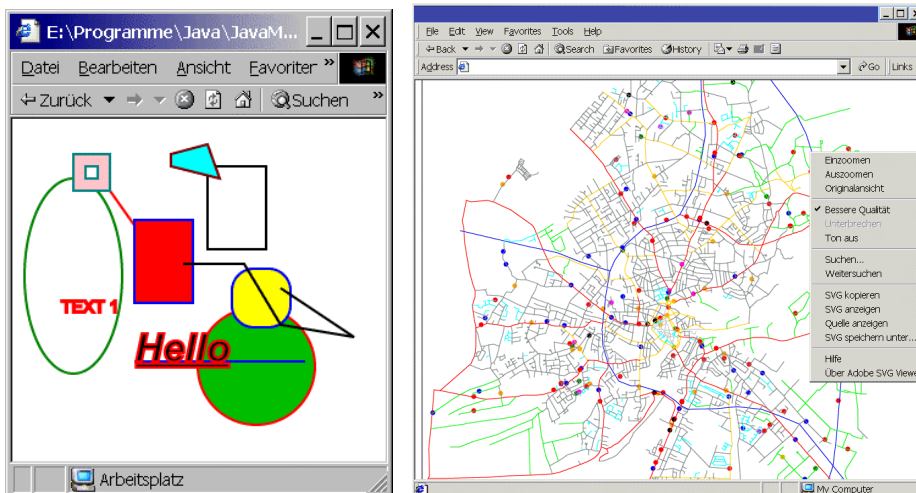 E:\Programme\Java\JavaM...
Datei Bearbeiten Ansicht Favoriten »
Zurück Suchen »
TEXT 1
Hello
Arbeitsplatz
File Edit View Favorites Tools Help
Back Search Favorites History
Address Go Links
Einzoomen
Auszoomen
Originalansicht
Bessere Qualität
Unterbrechen
Ton aus
Suchen...
Weitersuchen
SVG kopieren
SVG anzeigen
Quelle anzeigen
SVG speichern unter...
Hilfe
Über Adobe SVG Viewe
My Computer